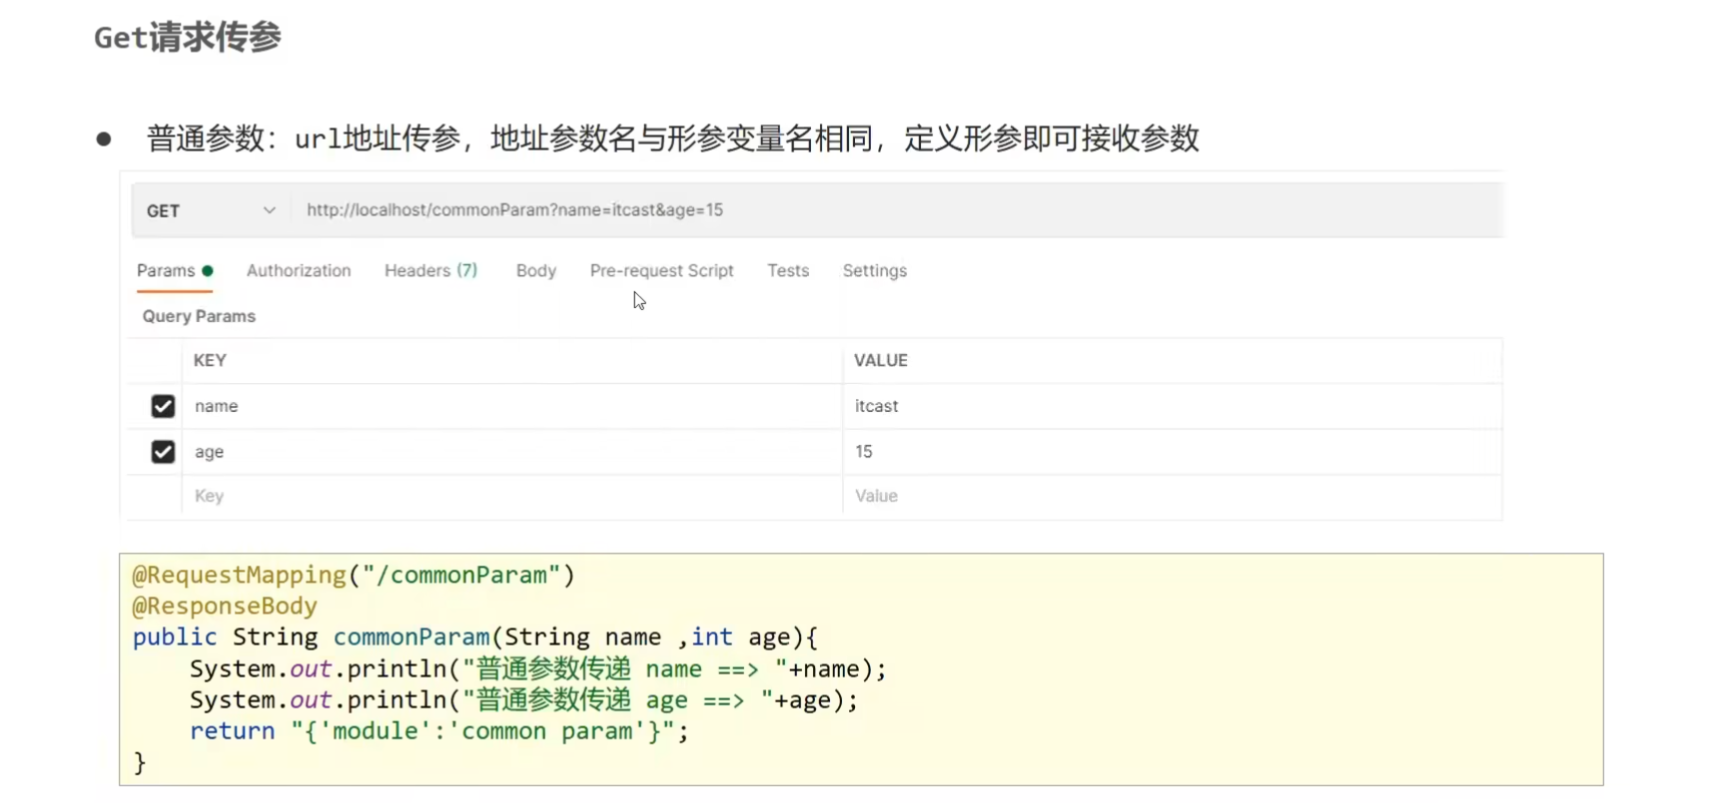 Get请求传参
● 普通参数：url地址传参，地址参数名与形参变量名相同，定义形参即可接收参数
GET http://localhost/commonParam?name=itcast&age=15
Params Authorization Headers (7) Body Pre-request Script Tests Settings
Query Params
KEY VALUE
name itcast
age 15
Key Value
@RequestMapping("/commonParam")
@ResponseBody
public String commonParam(String name ,int age){
    System.out.println("普通参数传递 name ==> "+name);
    System.out.println("普通参数传递 age ==> "+age);
    return "{'module':'common param'}";
}